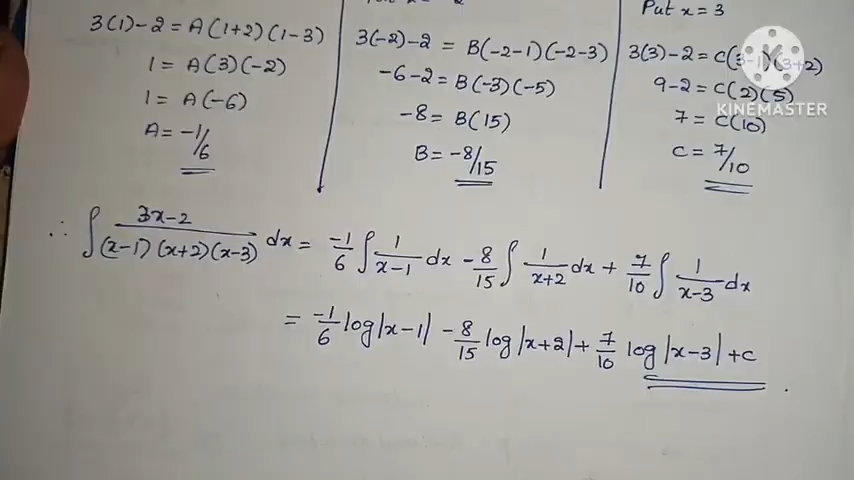 3(1)-2 = A(1+2)(1-3)
1 = A(3)(-2)
1 = A(-6)
A = -1/6
3(-2)-2 = B(-2-1)(-2-3)
-6-2 = B(-3)(-5)
-8 = B(15)
B = -8/15
Put x = 3
3(3)-2 = C(3-1)(3+2)
9-2 = C(2)(5)
7 = C(10)
C = 7/10
KINEMASTER
∴ ∫ 3x-2/(x-1)(x+2)(x-3) dx = -1/6 ∫ 1/x-1 dx - 8/15 ∫ 1/x+2 dx + 7/10 ∫ 1/x-3 dx
= -1/6 log|x-1| - 8/15 log|x+2| + 7/10 log|x-3| + c